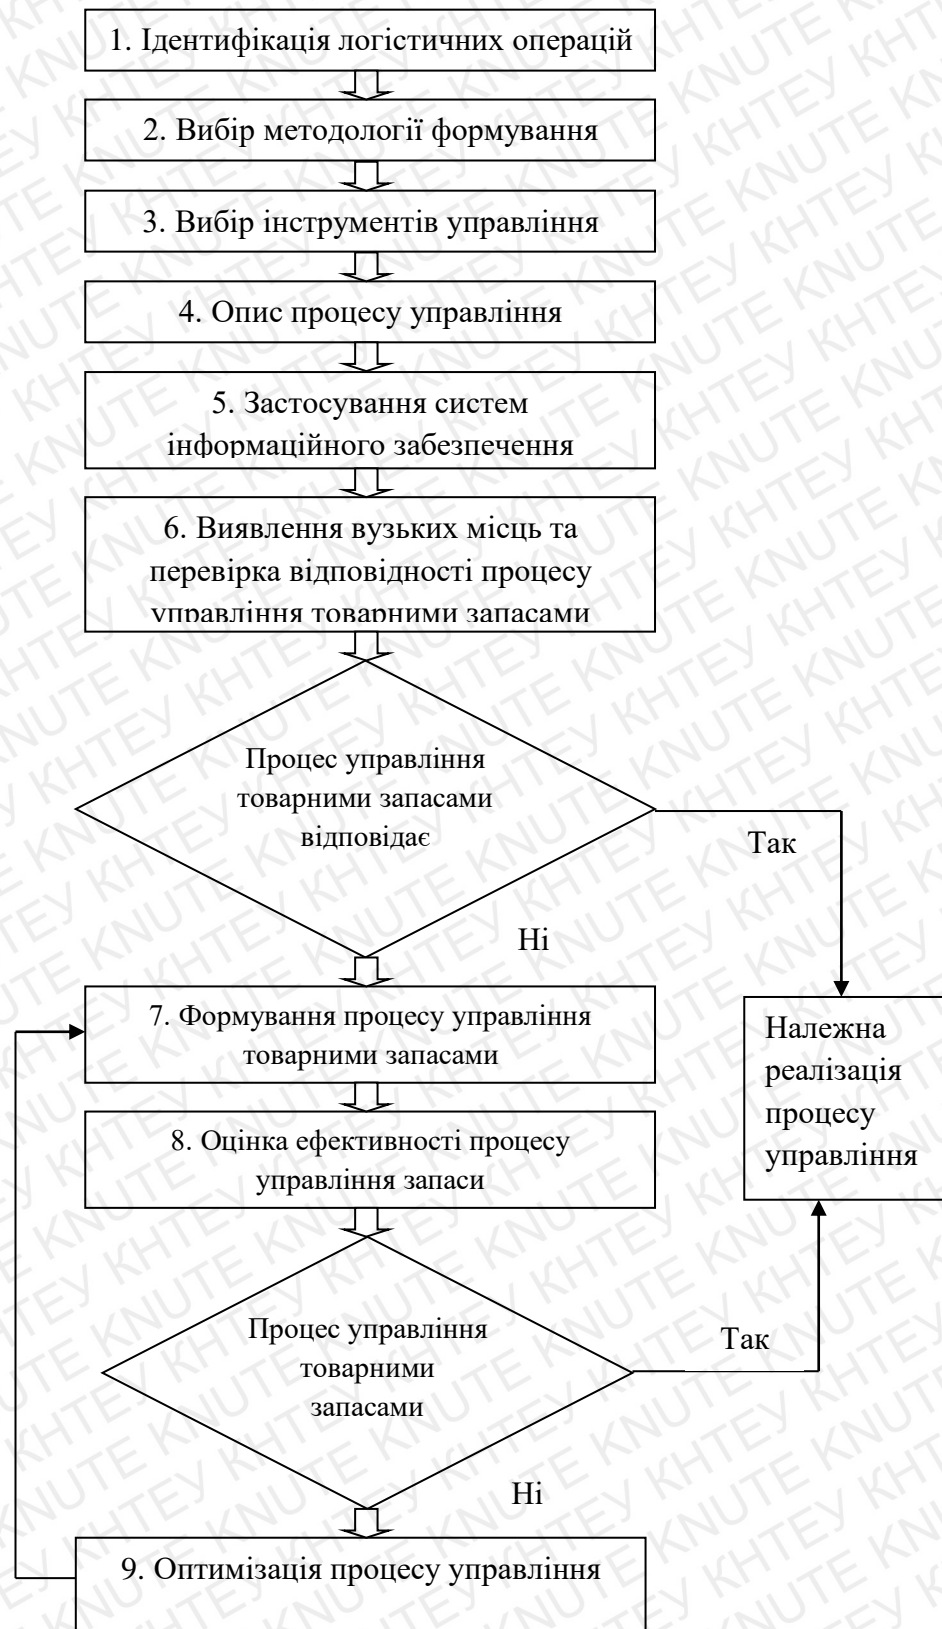 1. Ідентифікація логістичних операцій
2. Вибір методології формування
3. Вибір інструментів управління
4. Опис процесу управління
5. Застосування систем
інформаційного забезпечення
6. Виявлення вузьких місць та
перевірка відповідності процесу
управління товарними запасами
Процес управління
товарними запасами
відповідає
Так
Ні
7. Формування процесу управління
товарними запасами
Належна
реалізація
процесу
управління
8. Оцінка ефективності процесу
управління запаси
Процес управління
товарними
запасами
Так
Ні
9. Оптимізація процесу управління